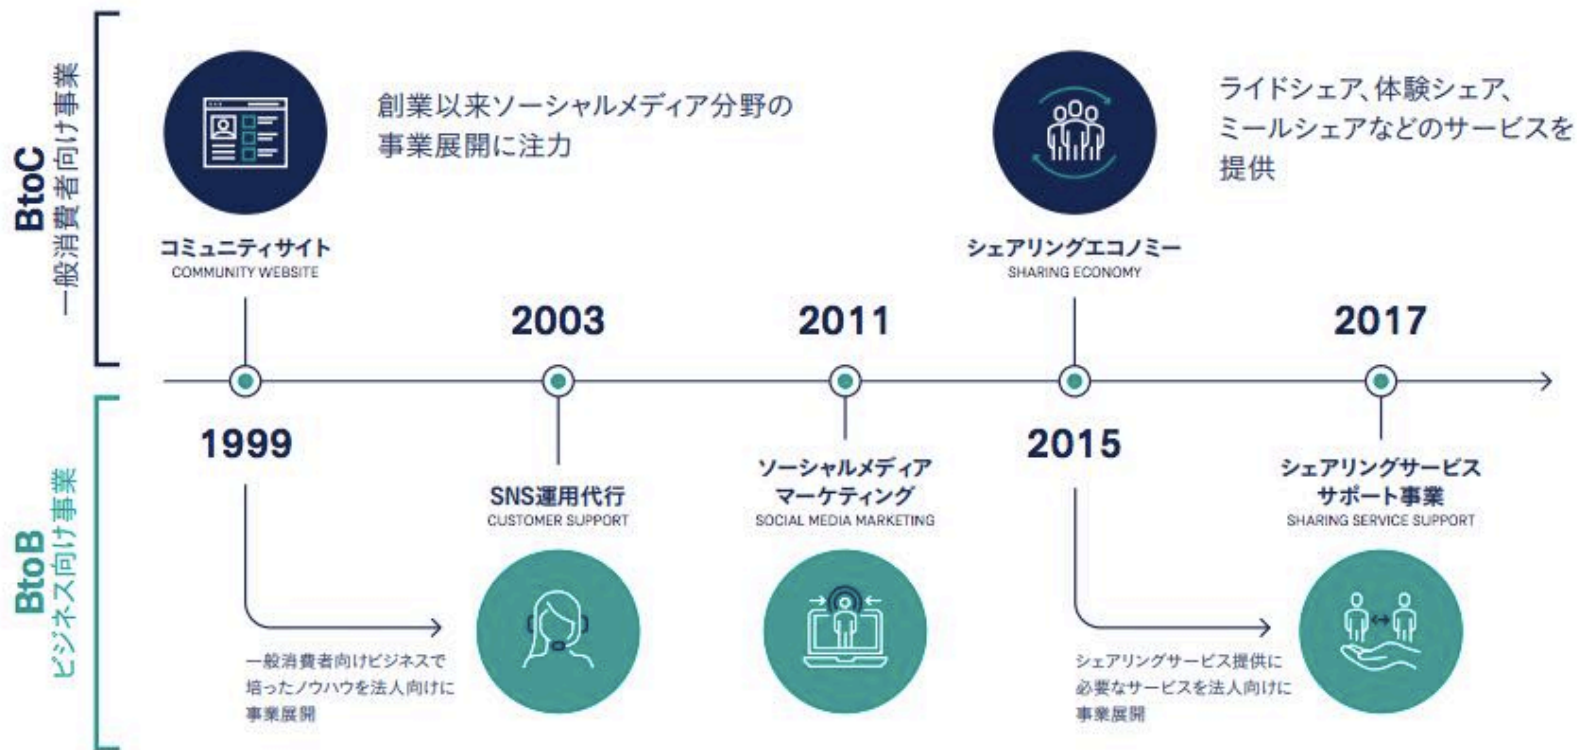 BtoC
一般消費者向け事業
コミュニティサイト
COMMUNITY WEBSITE
創業以来ソーシャルメディア分野の
事業展開に注力
シェアリングエコノミー
SHARING ECONOMY
ライドシェア、体験シェア、
ミールシェアなどのサービスを
提供
1999
2003
2011
2015
2017
BtoB
ビジネス向け事業
一般消費者向けビジネスで
培ったノウハウを法人向けに
事業展開
SNS運用代行
CUSTOMER SUPPORT
ソーシャルメディア
マーケティング
SOCIAL MEDIA MARKETING
シェアリングサービス提供に
必要なサービスを法人向けに
事業展開
シェアリングサービス
サポート事業
SHARING SERVICE SUPPORT